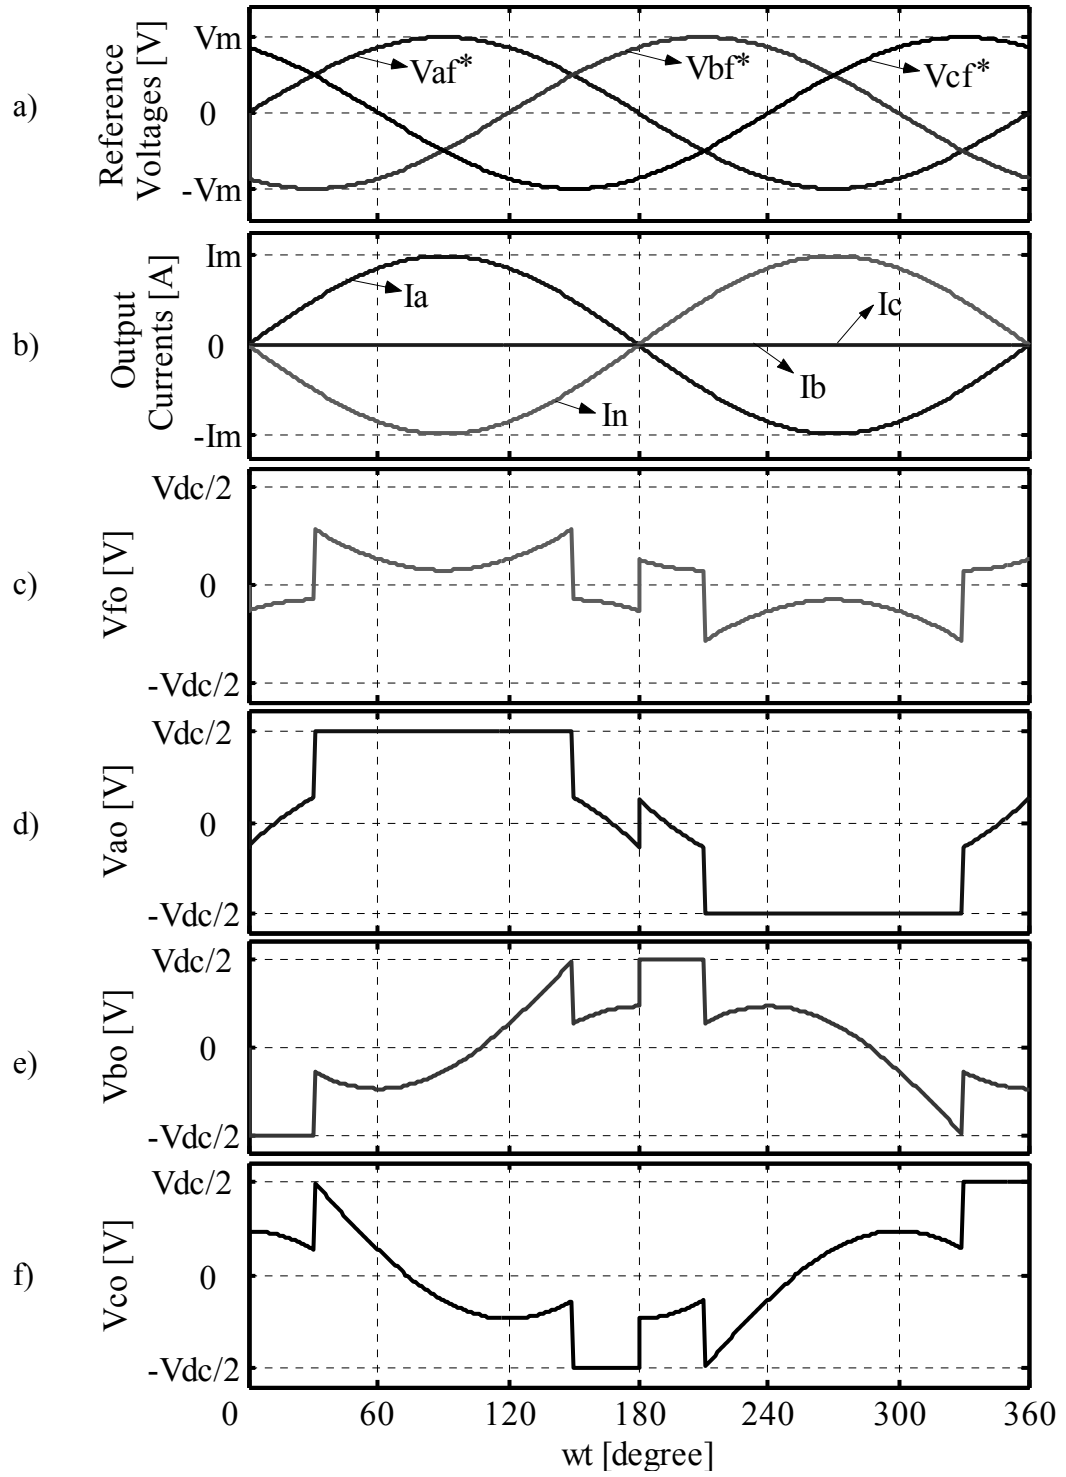 a)
Reference
Voltages [V]
Vm
0
-Vm
Vaf*
Vbf*
Vcf*
b)
Output
Currents [A]
Im
0
-Im
Ia
Ic
Ib
In
c)
Vfo [V]
Vdc/2
0
-Vdc/2
d)
Vao [V]
Vdc/2
0
-Vdc/2
e)
Vbo [V]
Vdc/2
0
-Vdc/2
f)
Vco [V]
Vdc/2
0
-Vdc/2
0 60 120 180 240 300 360
wt [degree]